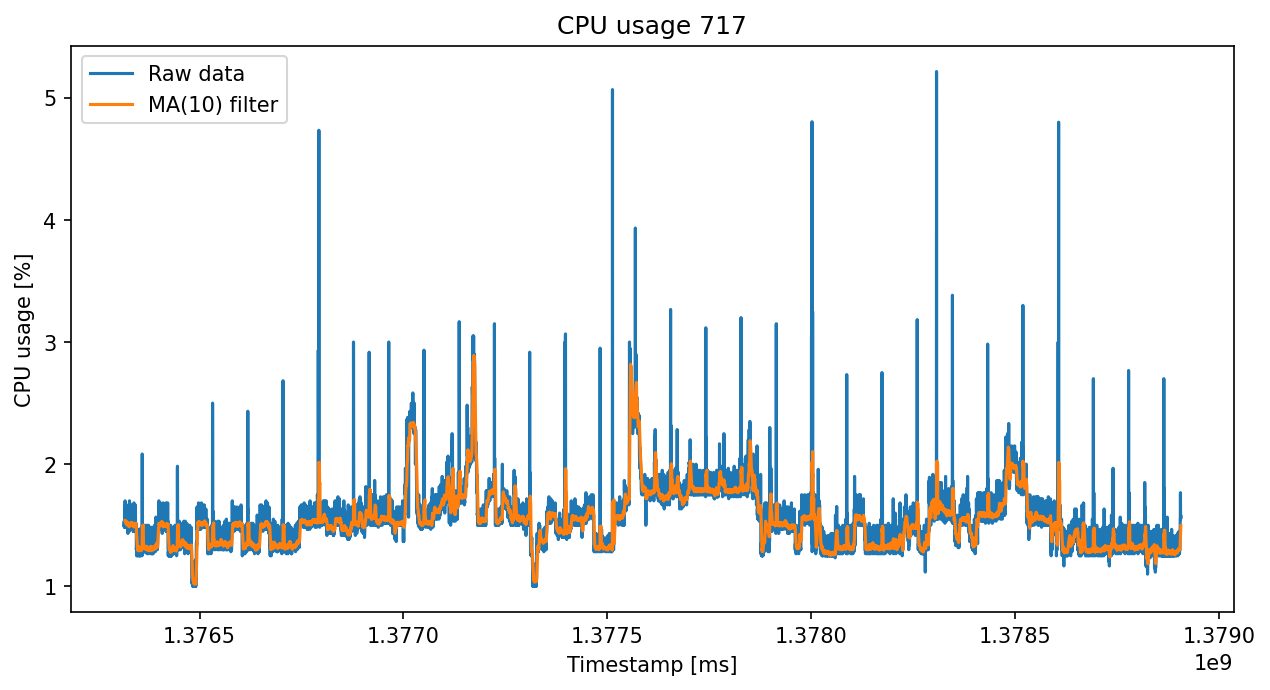 CPU usage 717
Raw data
MA(10) filter
5
4
3
2
1
CPU usage [%]
1.3765 1.3770 1.3775 1.3780 1.3785 1.3790
1e9
Timestamp [ms]